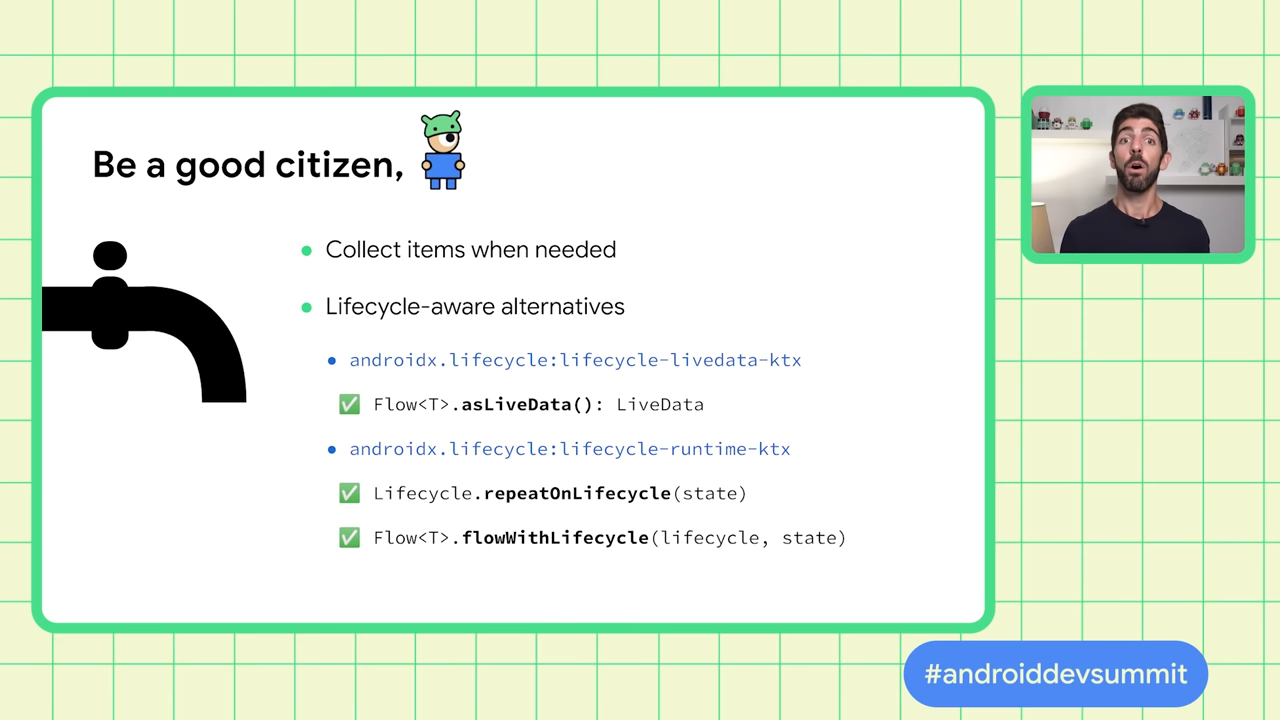 Be a good citizen,
Collect items when needed
Lifecycle-aware alternatives
androidx.lifecycle:lifecycle-livedata-ktx
Flow<T>.asLiveData(): LiveData
androidx.lifecycle:lifecycle-runtime-ktx
Lifecycle.repeatOnLifecycle(state)
Flow<T>.flowWithLifecycle(lifecycle, state)
#androiddevsummit